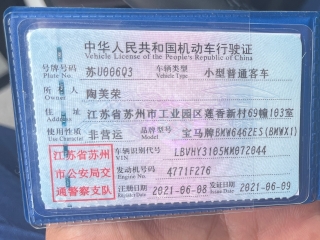 中华人民共和国机动车行驶证
Vehicle License of the People's Republic of China
号牌号码 苏U006Q3 车辆类型 小型普通客车
Plate No. Vehicle Type
所有人 陶美荣
Owner
住址 江苏省苏州市工业园区莲香新村69幢103室
Address
使用性质 非营运 品牌型号 宝马牌BMW6462ES(BMWX1)
Use Character Model
江苏省苏州
市公安局交
通警察支队
车辆识别代号 LBVHY3105MM072044
VIN
发动机号码 4771F276
Engine No.
注册日期 2021-06-08 发证日期 2021-06-09
Register Date Issue Date